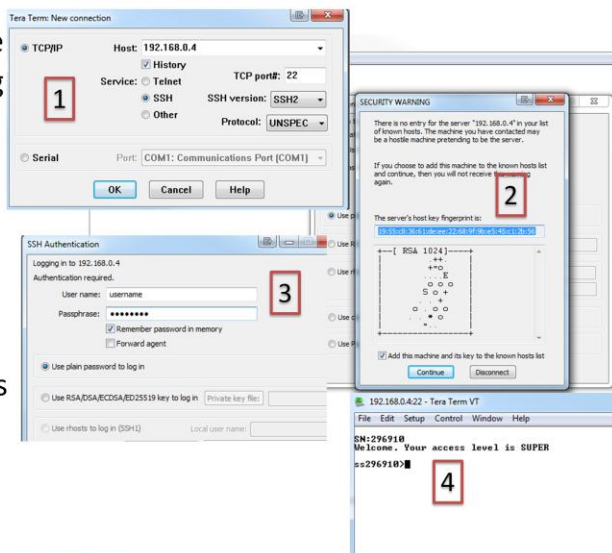 Tera Term: New connection
TCP/IP
Host: 192.168.0.4
History
Service: Telnet
TCP port#: 22
SSH
SSH version: SSH2
Other
Protocol: UNSPEC
Serial
Port: COM1: Communications Port (COM1)
OK Cancel Help
1
SECURITY WARNING
There is no entry for the server "192.168.0.4" in your list
of known hosts. The machine you have contacted may
be a hostile machine pretending to be the server.
If you choose to add this machine to the known hosts list
and continue, then you will not receive this
again.
2
The server's host key fingerprint is:
+--[ RSA 1024]----+
Add this machine and its key to the known hosts list
Continue Disconnect
SSH Authentication
Logging in to 192.168.0.4
Authentication required.
User name: username
Passphrase: ••••••••
Remember password in memory
Forward agent
3
Use plain password to log in
Use RSA/DSA/ECDSA/ED25519 key to log in Private key file:
Use rhosts to log in (SSH1) Local user name:
192.168.0.4:22 - Tera Term VT
File Edit Setup Control Window Help
SN:296910
Welcome. Your access level is SUPER
ss296910>
4